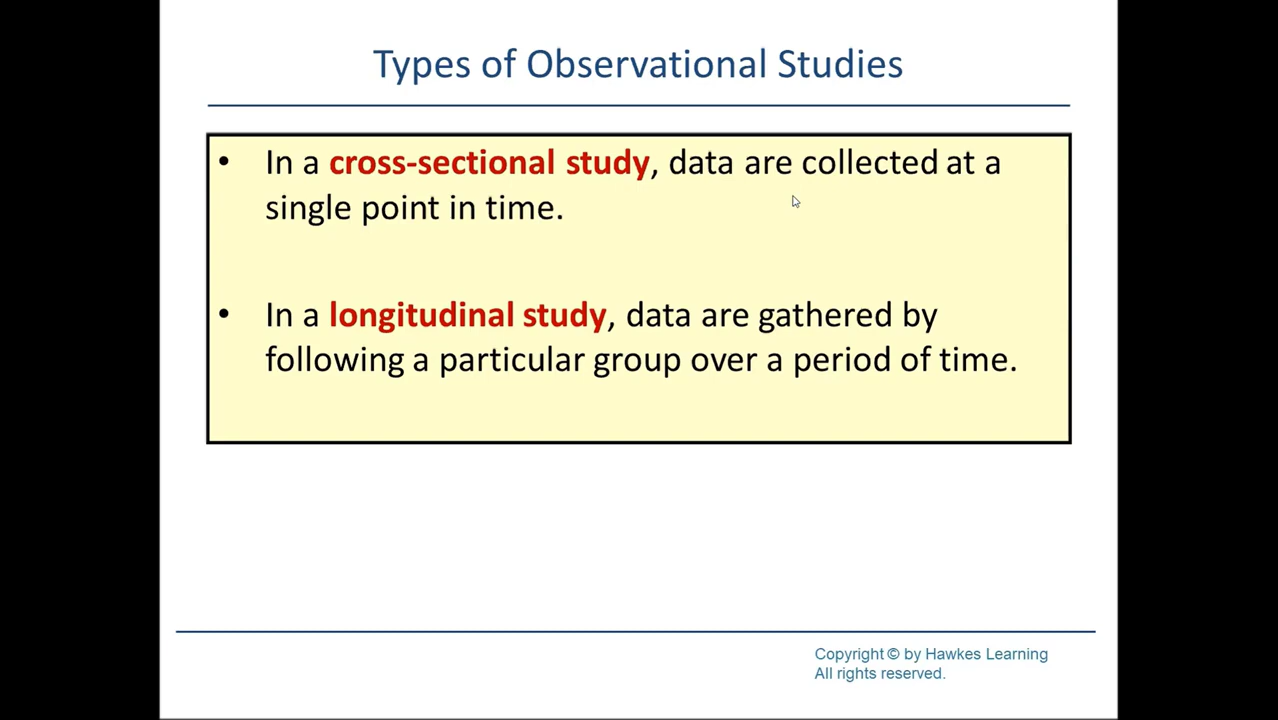 Types of Observational Studies
• In a cross-sectional study, data are collected at a
single point in time.
• In a longitudinal study, data are gathered by
following a particular group over a period of time.
Copyright © by Hawkes Learning
All rights reserved.